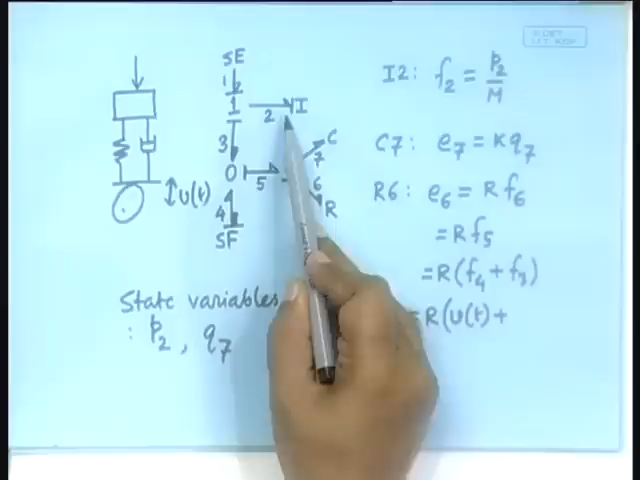 SE
1
1
2
I
3
C
7
0
5
6
R
4
SF
U(t)
State variables
: p₂, q₇
I2: f₂ = p₂/M
C7: e₇ = Kq₇
R6: e₆ = R f₆
= R f₅
= R(f₄ + f₃)
= R(U(t) +